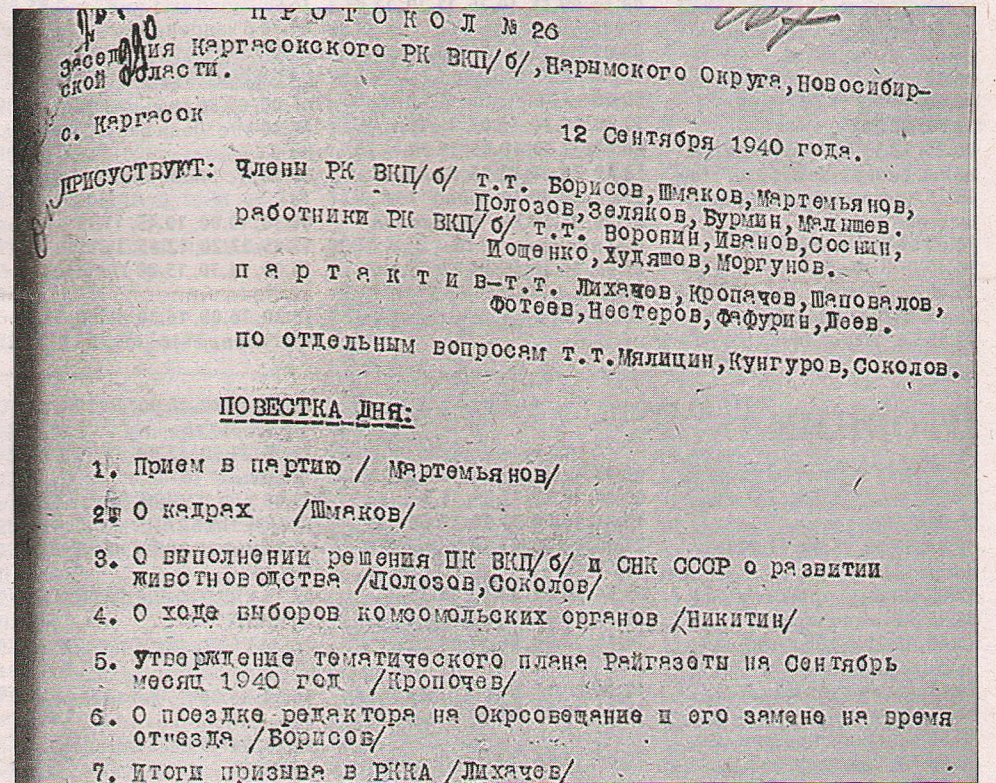 ПРОТОКОЛ № 26
заседания Каргасокского РК ВКП/б/, Нарымского Округа, Новосибир-
ской области.
с. Каргасок
12 Сентября 1940 года.
ПРИСУСТВУЮТ: Члены РК ВКП/б/ т.т. Борисов, Шмаков, Мартемьянов,
Полозов, Зеляков, Бурмин, Малышев.
работники РК ВКП/б/ т.т. Воронин, Иванов, Соснин,
Иощенко, Худяшов, Моргунов.
п а р т а к т и в-т.т. Лихачев, Кропачев, Шаповалов,
Фотеев, Нестеров, Фафурин, Деев.
по отдельным вопросам т.т. Мялицин, Кунгуров, Соколов.
ПОВЕСТКА ДНЯ:
1. Прием в партию / Мартемьянов/
2. О кадрах /Шмаков/
3. О выполнении решения ЦК ВКП/б/ и СНК СССР о развитии
животноводства /Полозов, Соколов/
4. О ходе выборов комсомольских органов /Никитин/
5. Утверждение тематического плана Райгазеты на Сентябрь
месяц 1940 год /Кропочев/
6. О поездке редактора на Окрсовещание и его замене на время
от"езда /Борисов/
7. Итоги призыва в РККА /Лихачев/